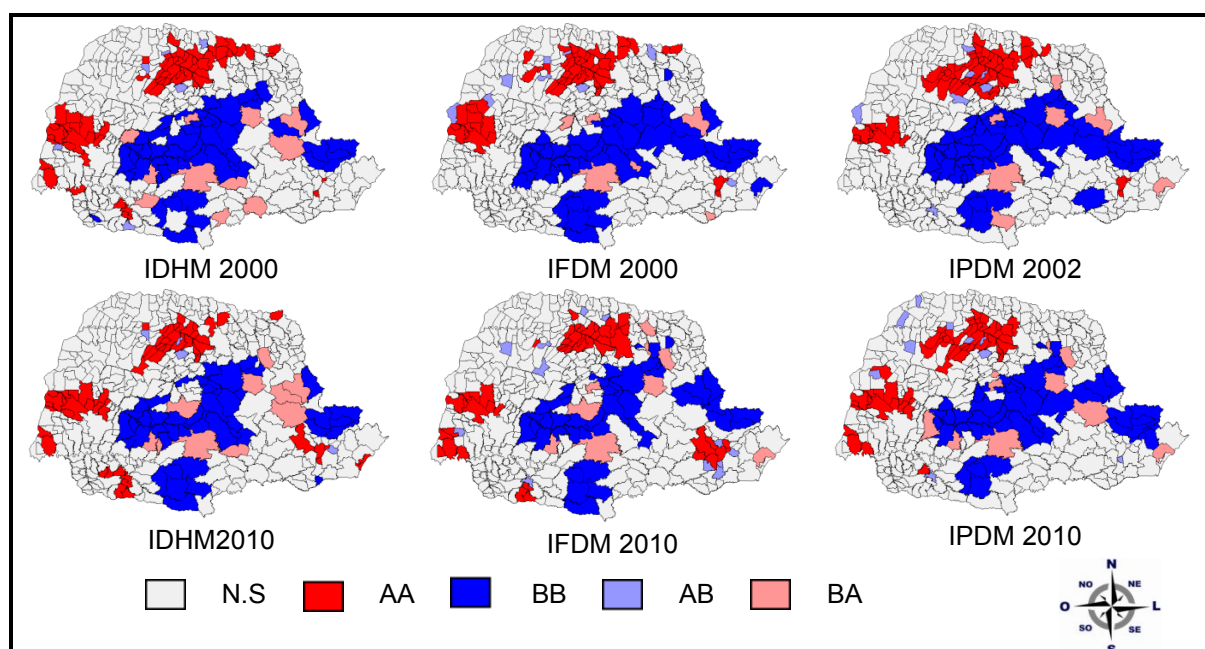 IDHM 2000 IFDM 2000 IPDM 2002
IDHM2010 IFDM 2010 IPDM 2010
N.S AA BB AB BA
N
NO NE
O L
SO SE
S